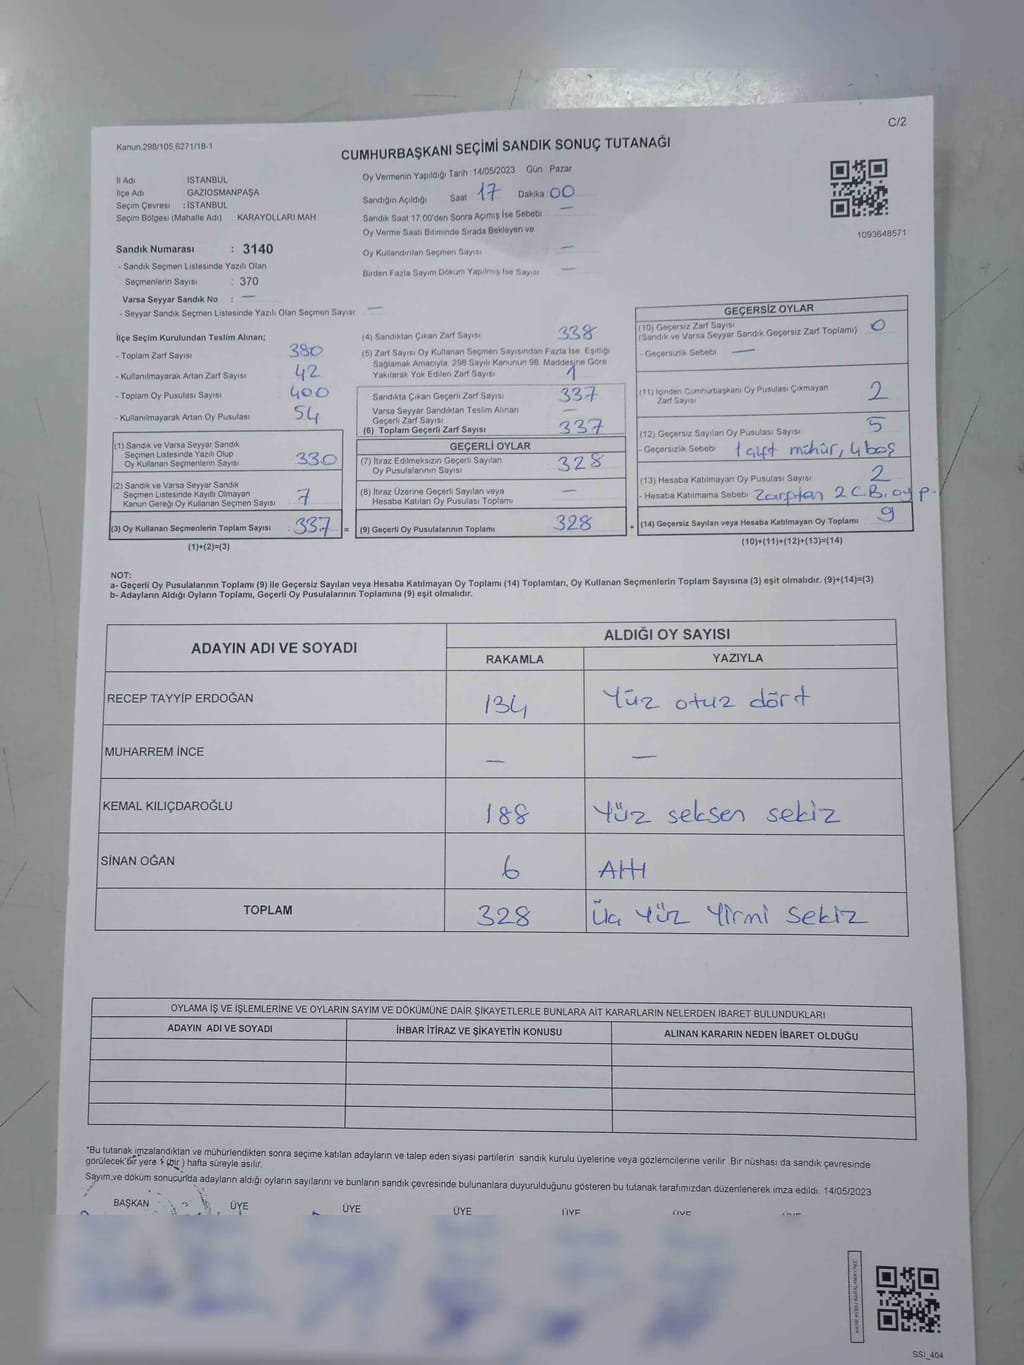 C/2
Kanun,298/105,6271/18-1
CUMHURBAŞKANI SEÇİMİ SANDIK SONUÇ TUTANAĞI
İl Adı İSTANBUL
İlçe Adı GAZİOSMANPAŞA
Seçim Çevresi : İSTANBUL
Seçim Bölgesi (Mahalle Adı) KARAYOLLARI MAH
Oy Vermenin Yapıldığı Tarih :14/05/2023 Gün Pazar
Sandığın Açıldığı Saat 17 Dakika 00
Sandık Saat 17.00'den Sonra Açımış İse Sebebi —
Oy Verme Saati Bitiminde Sırada Bekleyen ve
Oy Kullandırılan Seçmen Sayısı —
Birden Fazla Sayım Döküm Yapılmış İse Sayısı —
1093648571
Sandık Numarası : 3140
- Sandık Seçmen Listesinde Yazılı Olan
Seçmenlerin Sayısı : 370
Varsa Seyyar Sandık No : —
- Seyyar Sandık Seçmen Listesinde Yazılı Olan Seçmen Sayısı —
İlçe Seçim Kurulundan Teslim Alınan;
- Toplam Zarf Sayısı 380
- Kullanılmayarak Artan Zarf Sayısı 42
- Toplam Oy Pusulası Sayısı 400
- Kullanılmayarak Artan Oy Pusulası 54
(1) Sandık ve Varsa Seyyar Sandık
Seçmen Listesinde Yazılı Olup
Oy Kullanan Seçmenlerin Sayısı 330
(2) Sandık ve Varsa Seyyar Sandık
Seçmen Listesinde Kayıtlı Olmayan
Kanun Gereği Oy Kullanan Seçmen Sayısı 7
(3) Oy Kullanan Seçmenlerin Toplam Sayısı : 337 =
(1)+(2)=(3)
(4) Sandıktan Çıkan Zarf Sayısı 338
(5) Zarf Sayısı Oy Kullanan Seçmen Sayısından Fazla İse, Eşitliği
Sağlamak Amacıyla, 298 Sayılı Kanunun 98. Maddesine Göre
Yakılarak Yok Edilen Zarf Sayısı 1
Sandıkta Çıkan Geçerli Zarf Sayısı 337
Varsa Seyyar Sandıktan Teslim Alınan
Geçerli Zarf Sayısı —
(6) Toplam Geçerli Zarf Sayısı 337
GEÇERLİ OYLAR
(7) İtiraz Edilmeksizin Geçerli Sayılan
Oy Pusulalarının Sayısı 328
(8) İtiraz Üzerine Geçerli Sayılan veya
Hesaba Katılan Oy Pusulası Toplamı —
(9) Geçerli Oy Pusulalarının Toplamı 328 +
GEÇERSİZ OYLAR
(10) Geçersiz Zarf Sayısı
(Sandık ve Varsa Seyyar Sandık Geçersiz Zarf Toplamı) 0
- Geçersizlik Sebebi —
(11) İçinden Cumhurbaşkanı Oy Pusulası Çıkmayan
Zarf Sayısı 2
(12) Geçersiz Sayılan Oy Pusulası Sayısı 5
- Geçersizlik Sebebi 1 çift mühür, 4 boş
(13) Hesaba Katılmayan Oy Pusulası Sayısı 2
- Hesaba Katılmama Sebebi Zarftan 2 C.B. oy p.
(14) Geçersiz Sayılan veya Hesaba Katılmayan Oy Toplamı 9
(10)+(11)+(12)+(13)=(14)
NOT:
a- Geçerli Oy Pusulalarının Toplamı (9) ile Geçersiz Sayılan veya Hesaba Katılmayan Oy Toplamı (14) Toplamları, Oy Kullanan Seçmenlerin Toplam Sayısına (3) eşit olmalıdır. (9)+(14)=(3)
b- Adayların Aldığı Oyların Toplamı, Geçerli Oy Pusulalarının Toplamına (9) eşit olmalıdır.
ADAYIN ADI VE SOYADI ALDIĞI OY SAYISI
RAKAMLA YAZIYLA
RECEP TAYYİP ERDOĞAN 134 Yüz otuz dört
MUHARREM İNCE — —
KEMAL KILIÇDAROĞLU 188 Yüz seksen sekiz
SİNAN OĞAN 6 Altı
TOPLAM 328 Üç Yüz Yirmi Sekiz
OYLAMA İŞ VE İŞLEMLERİNE VE OYLARIN SAYIM VE DÖKÜMÜNE DAİR ŞİKAYETLERLE BUNLARA AİT KARARLARIN NELERDEN İBARET BULUNDUKLARI
ADAYIN ADI VE SOYADI İHBAR İTİRAZ VE ŞİKAYETİN KONUSU ALINAN KARARIN NEDEN İBARET OLDUĞU
*Bu tutanak imzalandıktan ve mühürlendikten sonra seçime katılan adayların ve talep eden siyasi partilerin sandık kurulu üyelerine veya gözlemcilerine verilir. Bir nüshası da sandık çevresinde
görülecek bir yere 1 (bir) hafta süreyle asılır.
Sayım ve döküm sonucunda adayların aldığı oyların sayılarını ve bunların sandık çevresinde bulunanlara duyurulduğunu gösteren bu tutanak tarafımızdan düzenlenerek imza edildi. 14/05/2023
BAŞKAN ÜYE ÜYE ÜYE ÜYE ÜYE
SSI_404